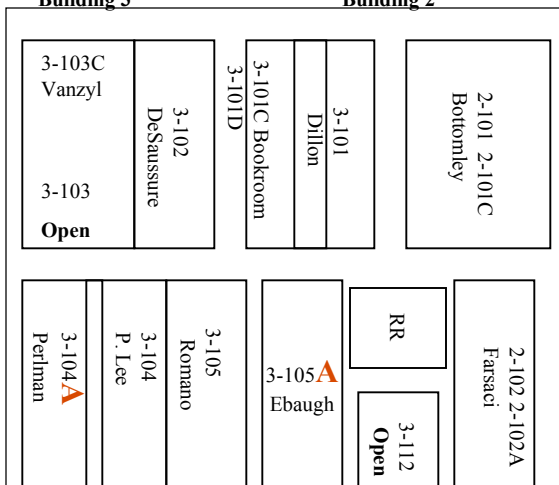 Building 3
Building 2
3-103C
Vanzyl
3-103
Open
3-102
DeSaussure
3-101D
3-101C Bookroom
3-101
Dillon
2-101 2-101C
Bottomley
3-104A
Perlman
3-104
P. Lee
3-105
Romano
3-105A
Ebaugh
RR
3-112
Open
2-102 2-102A
Farsaci